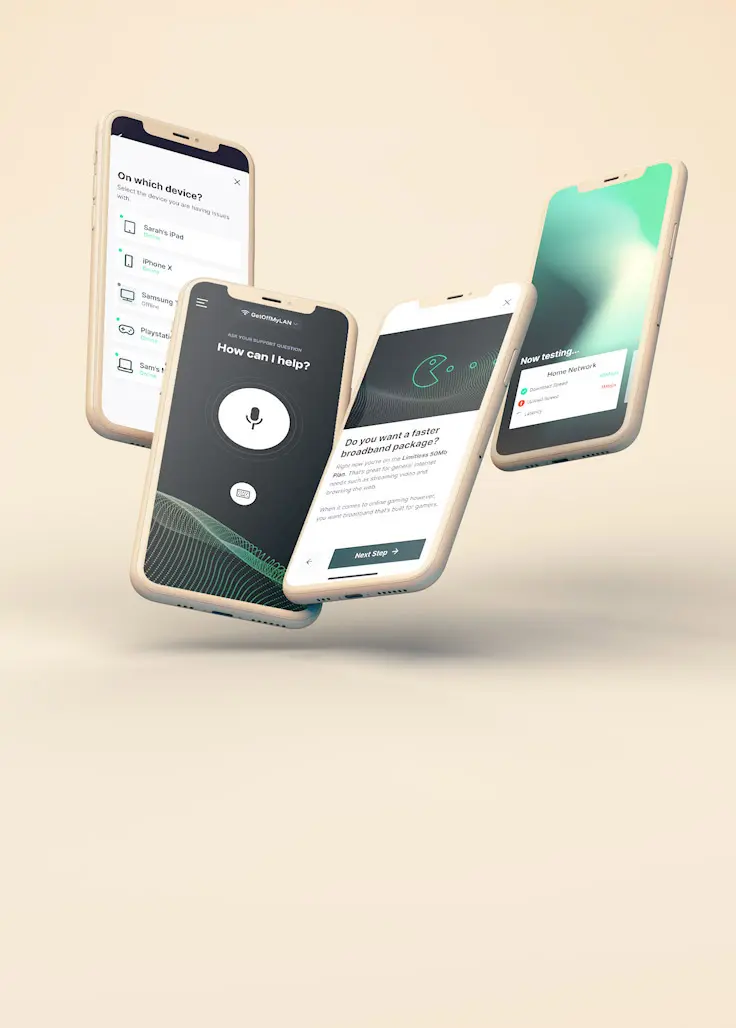 On which device?
Select the device you are having issues
with.
Sarah's iPad
Online
iPhone X
Online
Samsung
Offline
Online
Sam's
Online
GetOffMyLAN
ASK YOUR SUPPORT QUESTION
How can I help?
Do you want a faster
broadband package?
Right now you're on the Limitless 50Mb
Plan. That's great for general internet
needs such as streaming video and
browsing the web.
When it comes to online gaming however,
you want broadband that's built for gamers.
Next Step
Now testing...
Home Network
Download Speed
Upload Speed
Latency